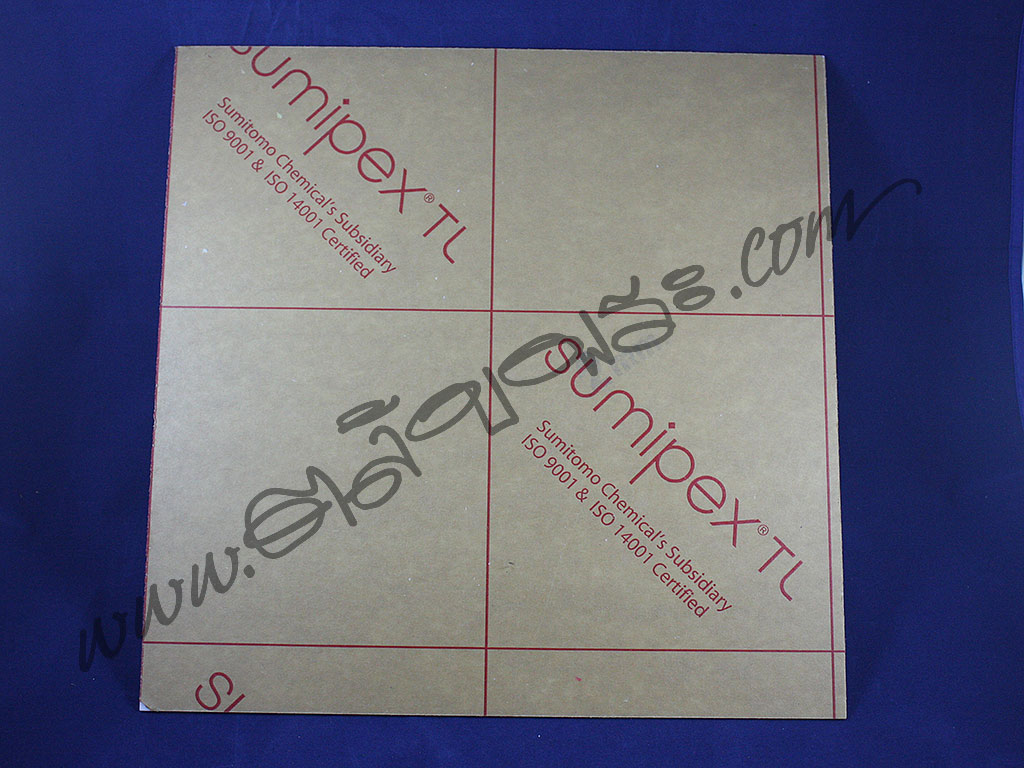 sumipex® TL
Sumitomo Chemical's Subsidiary
ISO 9001 & ISO 14001 Certified
sumipex® TL
Sumitomo Chemical's Subsidiary
ISO 9001 & ISO 14001 Certified
su